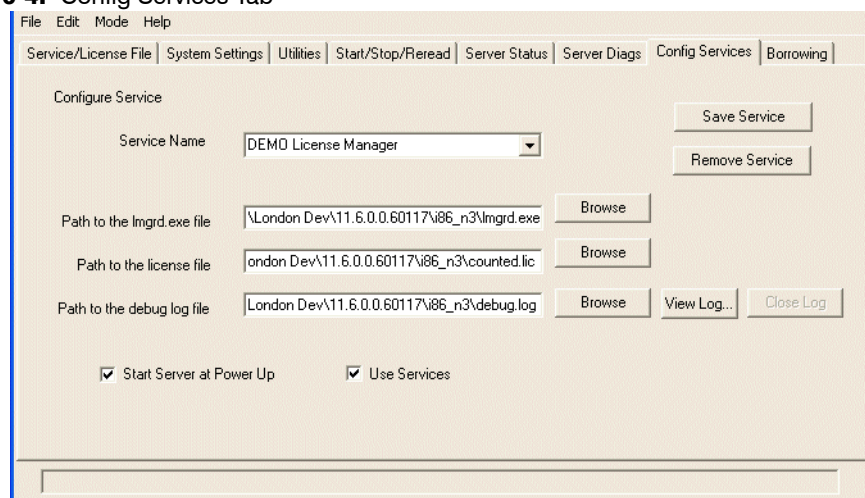 Config Services Tab
File Edit Mode Help
Service/License File System Settings Utilities Start/Stop/Reread Server Status Server Diags Config Services Borrowing
Configure Service
Save Service
Service Name DEMO License Manager
Remove Service
Path to the lmgrd.exe file \London Dev\11.6.0.0.60117\i86_n3\lmgrd.exe Browse
Path to the license file ondon Dev\11.6.0.0.60117\i86_n3\counted.lic Browse
Path to the debug log file London Dev\11.6.0.0.60117\i86_n3\debug.log Browse View Log... Close Log
Start Server at Power Up Use Services